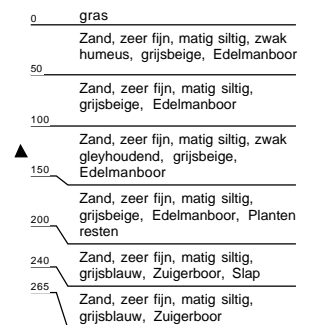 0 gras
Zand, zeer fijn, matig siltig, zwak
humeus, grijsbeige, Edelmanboor
50
Zand, zeer fijn, matig siltig,
grijsbeige, Edelmanboor
100
Zand, zeer fijn, matig siltig, zwak
gleyhoudend, grijsbeige,
Edelmanboor
150
Zand, zeer fijn, matig siltig,
grijsbeige, Edelmanboor, Planten
resten
200
Zand, zeer fijn, matig siltig,
grijsblauw, Zuigerboor, Slap
240
265
Zand, zeer fijn, matig siltig,
grijsblauw, Zuigerboor